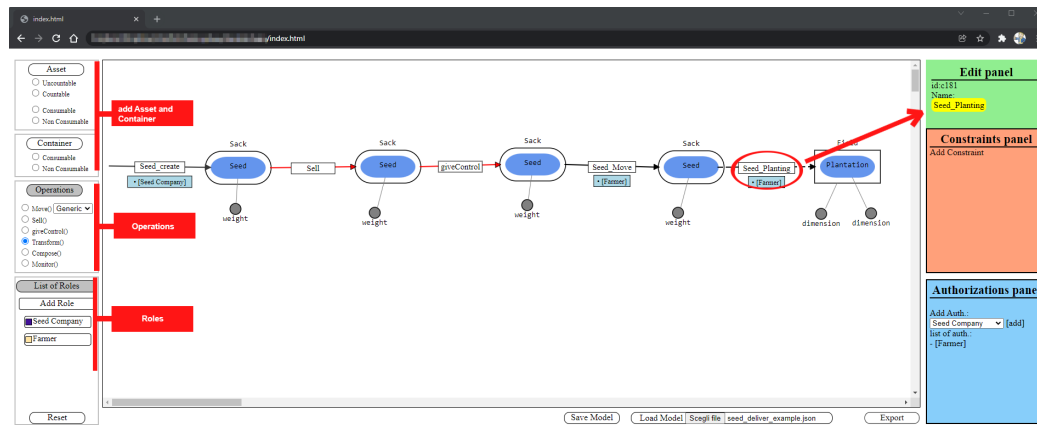 index.html
/index.html
Asset
Uncountable
Countable
Consumable
Non Consumable
Container
Consumable
Non Consumable
Operations
Move() Generic
Sell()
giveControl()
Transform()
Compose()
Monitor()
List of Roles
Add Role
Seed Company
Farmer
Reset
add Asset and
Container
Operations
Roles
Seed_create
• [Seed Company]
Sack
Seed
weight
Sell
Sack
Seed
weight
giveControl
Sack
Seed
weight
Seed_Move
• [Farmer]
Sack
Seed
weight
Seed_Planting
• [Farmer]
Plantation
dimension
dimension
Save Model
Load Model
Scegli file
seed_deliver_example.json
Export
Edit panel
id:c181
Name:
Seed_Planting
Constraints panel
Add Constraint
Authorizations pane
Add Auth.:
Seed Company [add]
list of auth.:
- [Farmer]